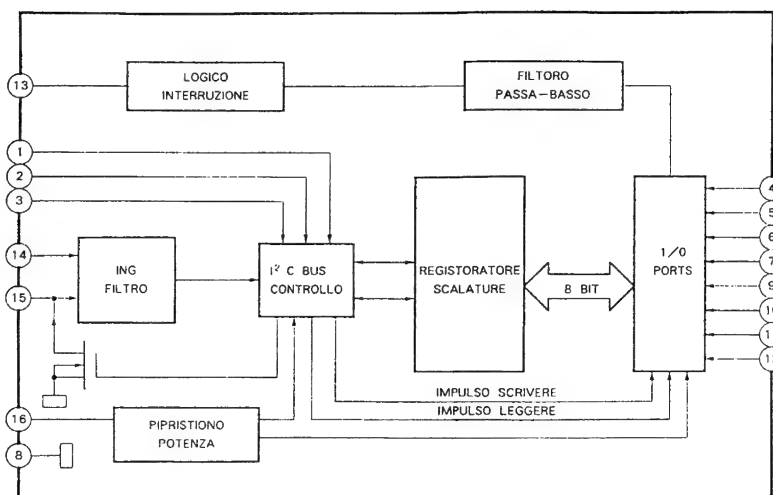 13
LOGICO
INTERRUZIONE
FILTORO
PASSA-BASSO
1
2
3
14
15
ING
FILTRO
I² C BUS
CONTROLLO
REGISTORATORE
SCALATURE
8 BIT
1/0
PORTS
4
5
6
7
9
IMPULSO SCRIVERE
IMPULSO LEGGERE
16
PIPRISTIONO
POTENZA
8